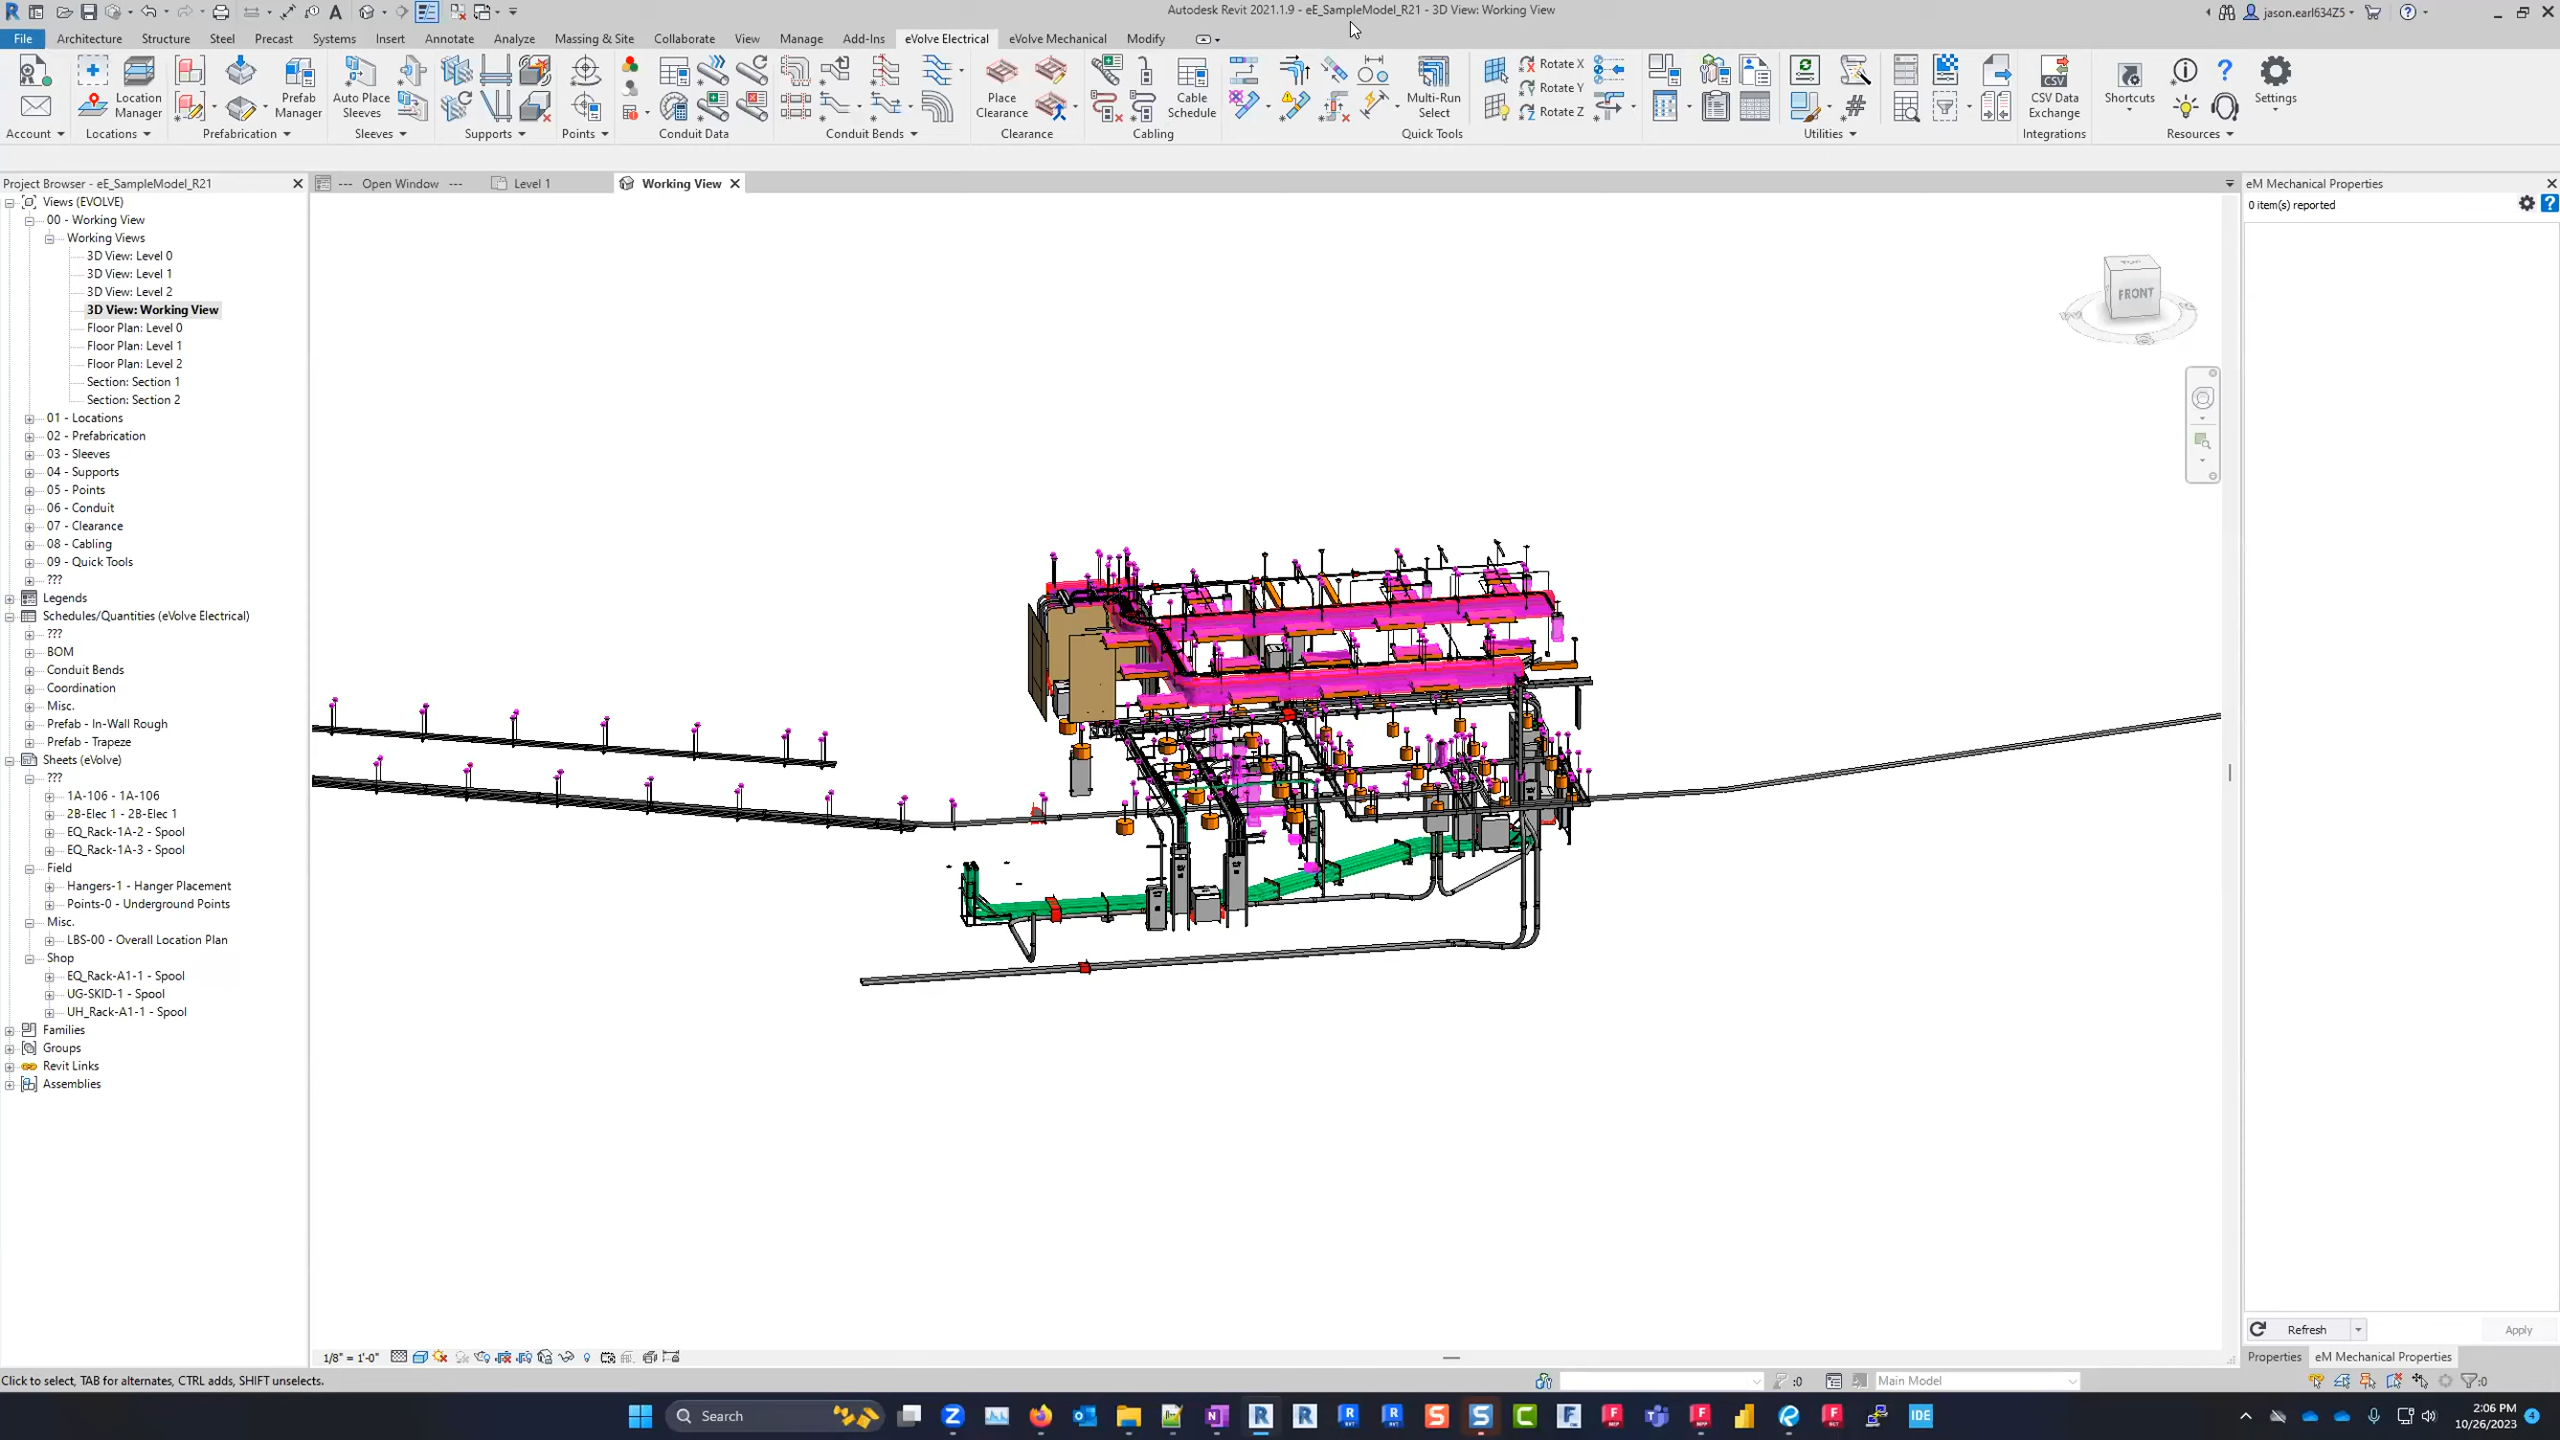 Autodesk Revit 2021.1.9 - eE_SampleModel_R21 - 3D View: Working View
jason.earl634Z5
File Architecture Structure Steel Precast Systems Insert Annotate Analyze Massing & Site Collaborate View Manage Add-Ins eVolve Electrical eVolve Mechanical Modify
Location Manager
Prefab Manager
Auto Place Sleeves
Place Clearance
Cable Schedule
Multi-Run Select
Rotate X
Rotate Y
Rotate Z
CSV
CSV Data Exchange
Shortcuts
Settings
Account Locations Prefabrication Sleeves Supports Points Conduit Data Conduit Bends Clearance Cabling Quick Tools Utilities Integrations Resources
Project Browser - eE_SampleModel_R21
Views (EVOLVE)
00 - Working View
Working Views
3D View: Level 0
3D View: Level 1
3D View: Level 2
3D View: Working View
Floor Plan: Level 0
Floor Plan: Level 1
Floor Plan: Level 2
Section: Section 1
Section: Section 2
01 - Locations
02 - Prefabrication
03 - Sleeves
04 - Supports
05 - Points
06 - Conduit
07 - Clearance
08 - Cabling
09 - Quick Tools
???
Legends
Schedules/Quantities (eVolve Electrical)
???
BOM
Conduit Bends
Coordination
Misc.
Prefab - In-Wall Rough
Prefab - Trapeze
Sheets (eVolve)
???
1A-106 - 1A-106
2B-Elec 1 - 2B-Elec 1
EQ_Rack-1A-2 - Spool
EQ_Rack-1A-3 - Spool
Field
Hangers-1 - Hanger Placement
Points-0 - Underground Points
Misc.
LBS-00 - Overall Location Plan
Shop
EQ_Rack-A1-1 - Spool
UG-SKID-1 - Spool
UH_Rack-A1-1 - Spool
Families
Groups
Revit Links
Assemblies
--- Open Window ---
Level 1
Working View
FRONT
eM Mechanical Properties
0 item(s) reported
Refresh
Apply
Properties
eM Mechanical Properties
1/8" = 1'-0"
Click to select, TAB for alternates, CTRL adds, SHIFT unselects.
:0
Main Model
:0
Search
IDE
2:06 PM
10/26/2023
4